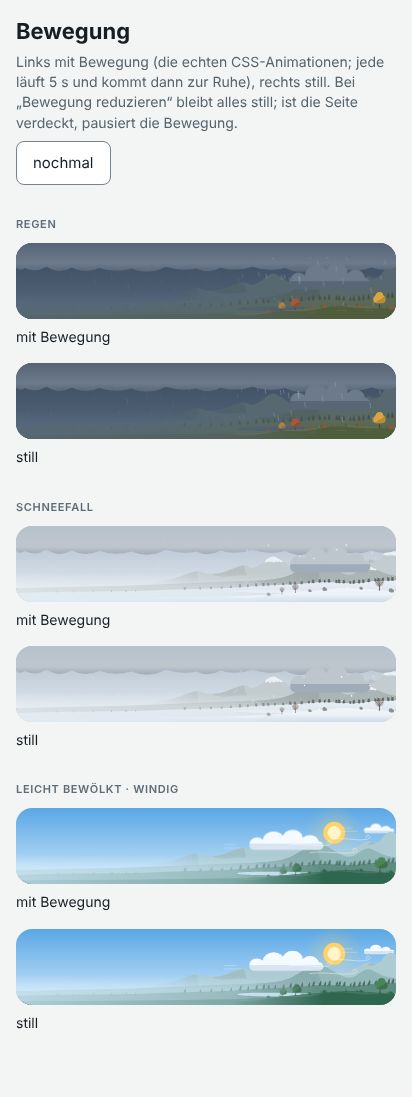 Bewegung
Links mit Bewegung (die echten CSS-Animationen; jede
läuft 5 s und kommt dann zur Ruhe), rechts still. Bei
„Bewegung reduzieren“ bleibt alles still; ist die Seite
verdeckt, pausiert die Bewegung.
nochmal
REGEN
mit Bewegung
still
SCHNEEFALL
mit Bewegung
still
LEICHT BEWÖLKT · WINDIG
mit Bewegung
still